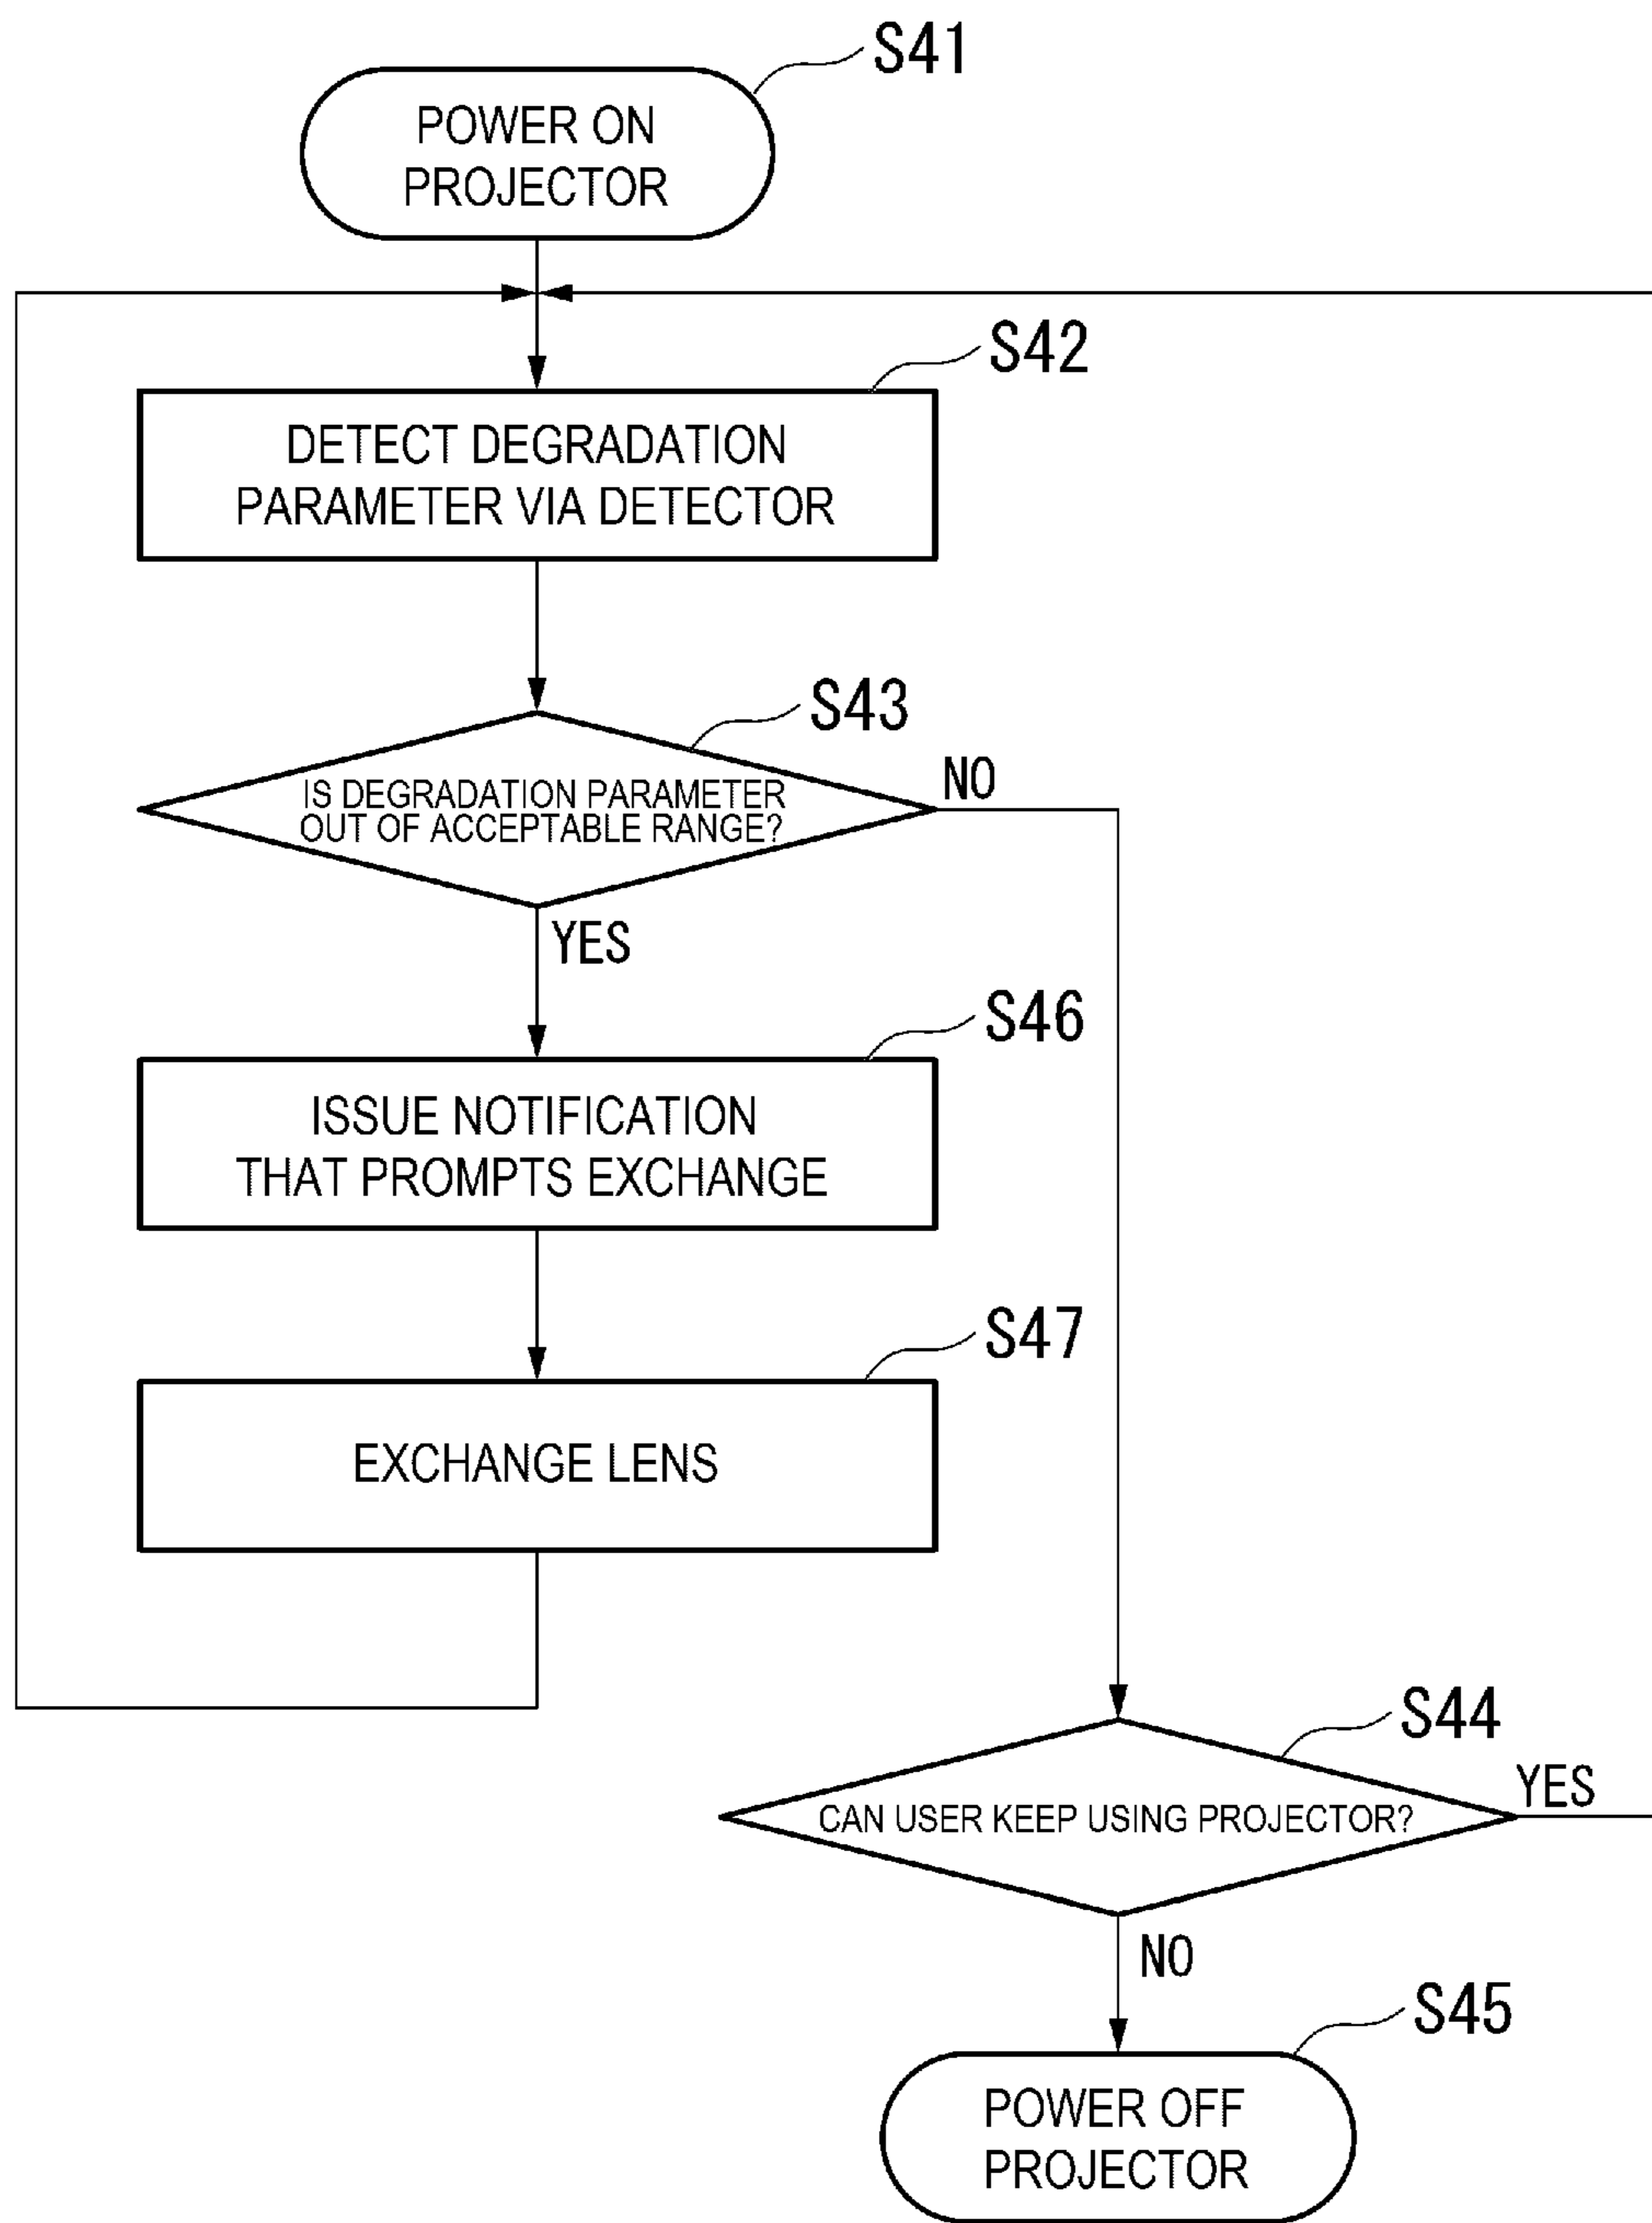 S41
POWER ON
PROJECTOR
S42
DETECT DEGRADATION
PARAMETER VIA DETECTOR
S43
IS DEGRADATION PARAMETER
OUT OF ACCEPTABLE RANGE?
NO
YES
S46
ISSUE NOTIFICATION
THAT PROMPTS EXCHANGE
S47
EXCHANGE LENS
S44
CAN USER KEEP USING PROJECTOR?
YES
NO
S45
POWER OFF
PROJECTOR